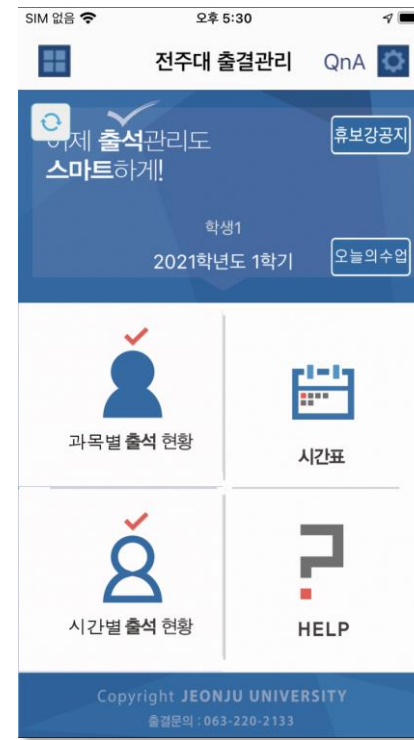 SIM 없음 오후 5:30
전주대 출결관리 QnA
이제 출석관리도 휴보강공지
스마트하게!
학생1
2021학년도 1학기 오늘의수업
과목별 출석 현황
시간표
시간별 출석 현황
HELP
Copyright JEONJU UNIVERSITY
출결문의 : 063-220-2133